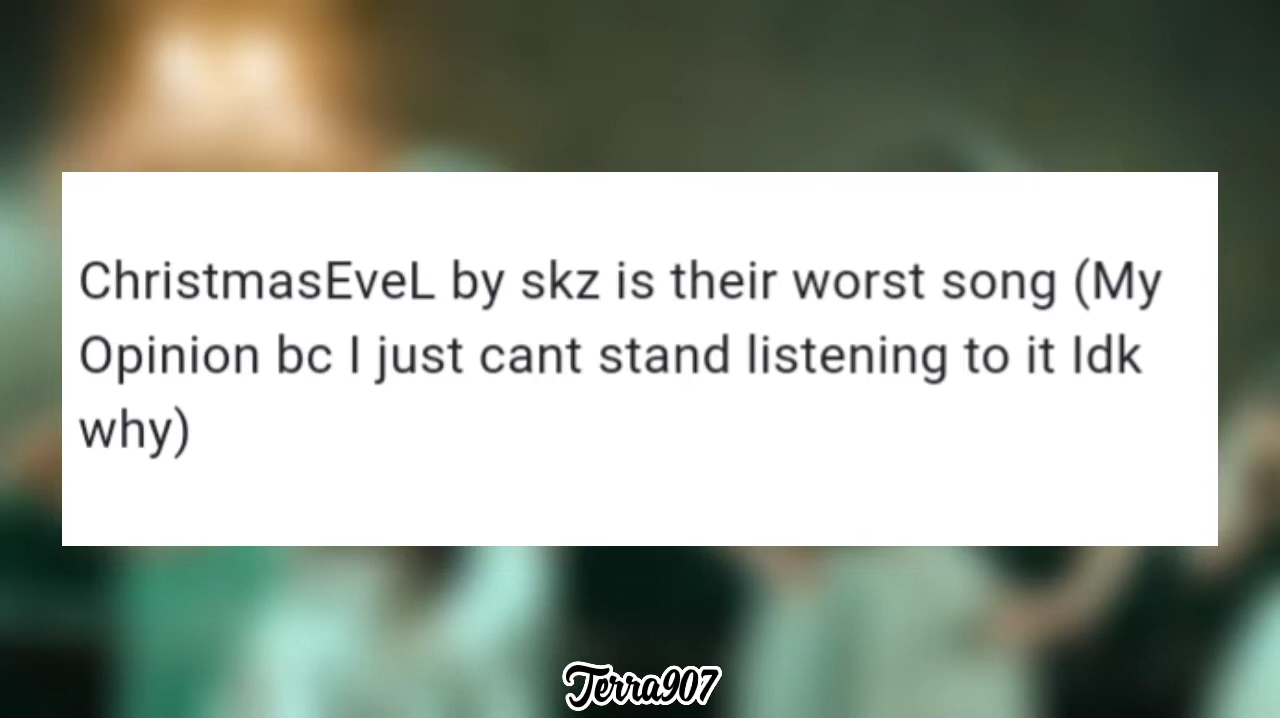 ChristmasEveL by skz is their worst song (My
Opinion bc I just cant stand listening to it Idk
why)
Terra907